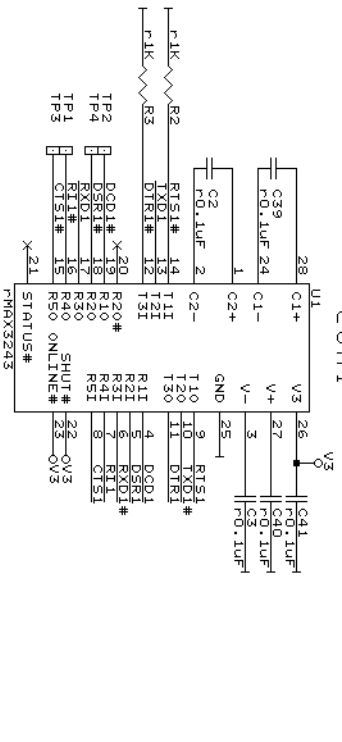 U1
28 C1+ V3 26
V3
C41
r0.1uF
C39
r0.1uF
24 C1- V+ 27
C40
r0.1uF
1 C2+ V- 3
C3
r0.1uF
C2
r0.1uF
2 C2- GND 25
r1K R2 RTS1# 14 T1I T1O 9 RTS1
TXD1 13 T2I T2O 10 TXD1#
r1K R3 DTR1# 12 T3I T3O 11 DTR1
20 R2O# R1I 4 DCD1
TP2 DCD1# 19 R1O R2I 5 DSR1
TP4 DSR1# 18 R2O R3I 6 RXD1#
RXD1 17 R3O R4I 7 RI1
TP1 RI1# 16 R4O R5I 8 CTS1
TP3 CTS1# 15 R5O
SHUT# 22 V3
ONLINE# 23 V3
21 STATUS#
rMAX3243